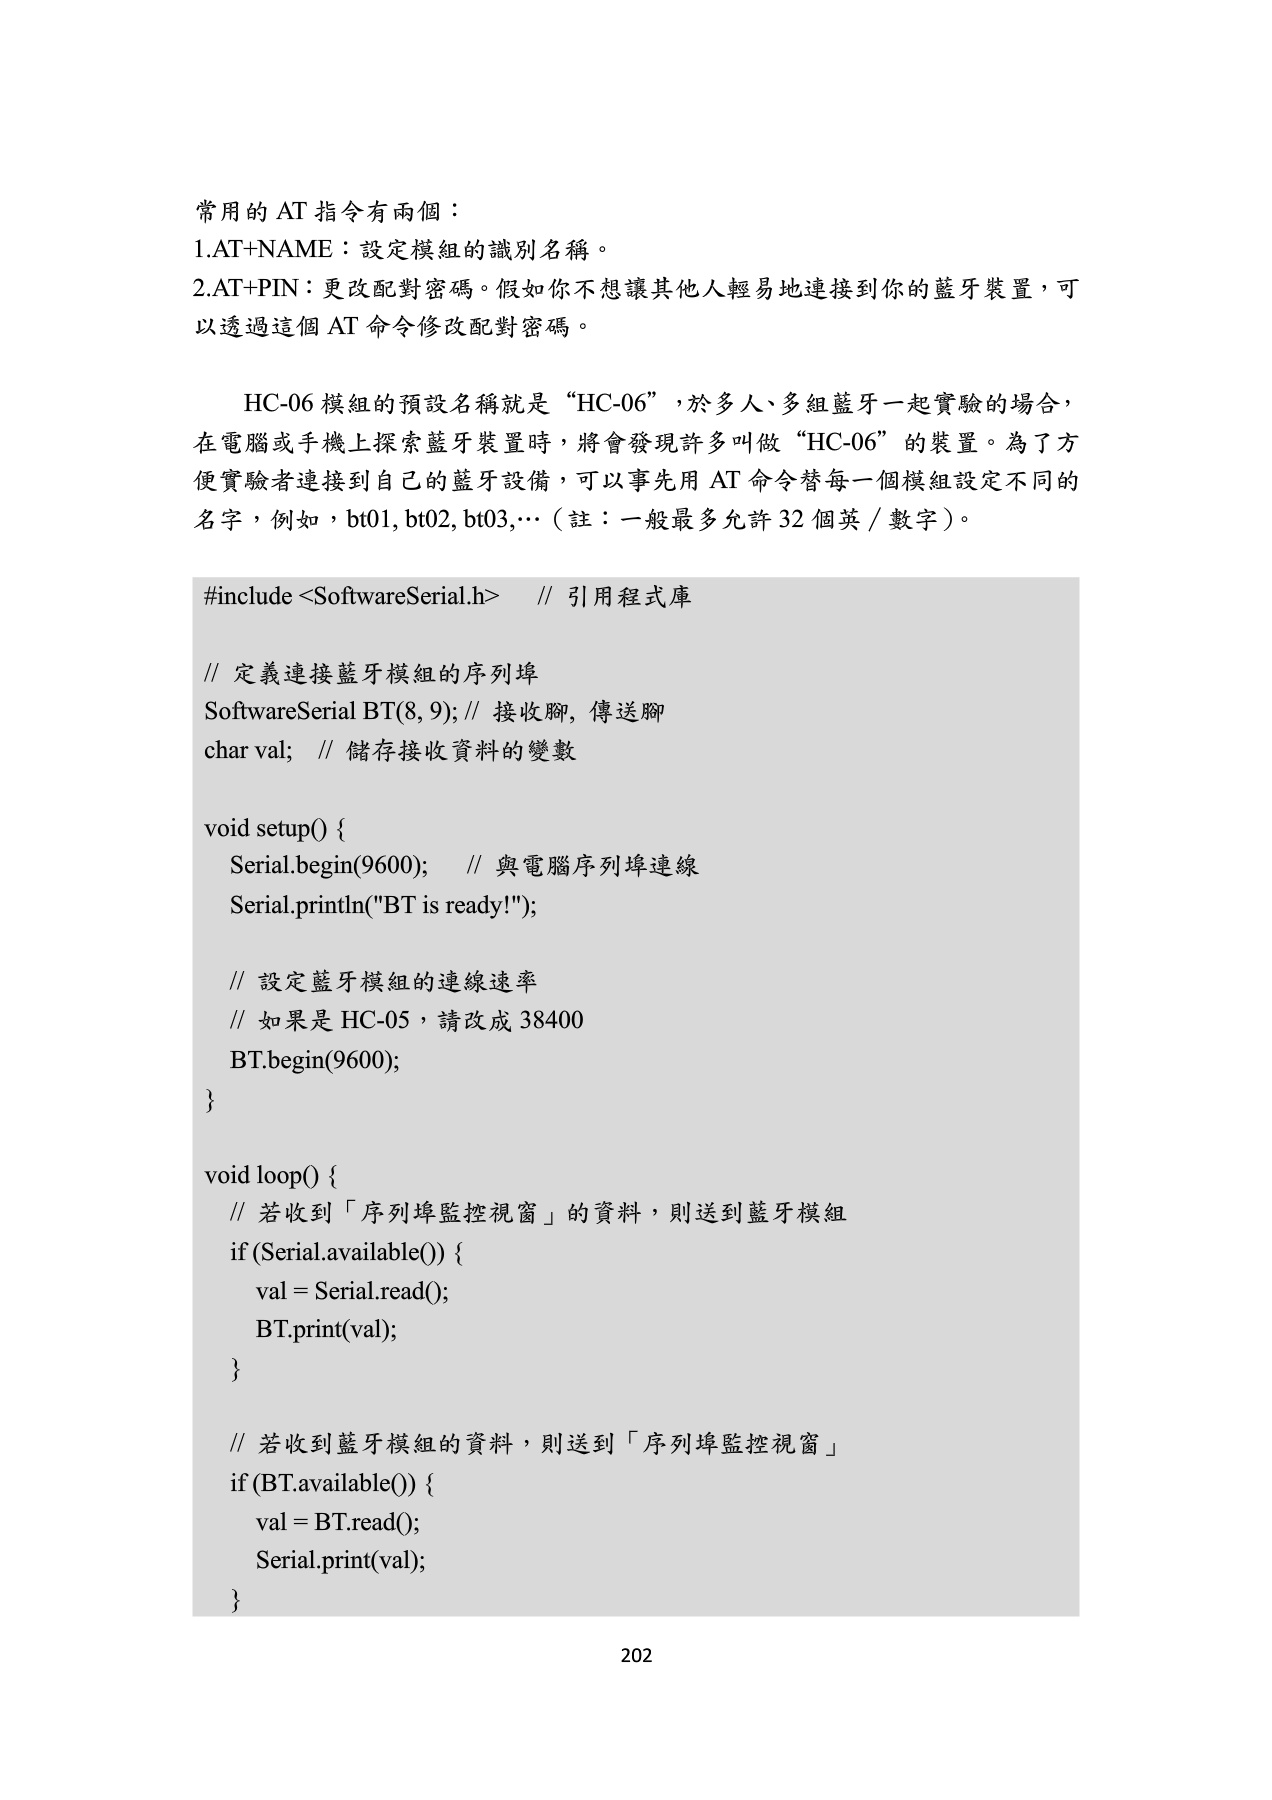 常用的 AT 指令有兩個：
1.AT+NAME：設定模組的識別名稱。
2.AT+PIN：更改配對密碼。假如你不想讓其他人輕易地連接到你的藍牙裝置，可
以透過這個 AT 命令修改配對密碼。
HC-06 模組的預設名稱就是“HC-06”，於多人、多組藍牙一起實驗的場合，
在電腦或手機上探索藍牙裝置時，將會發現許多叫做“HC-06”的裝置。為了方
便實驗者連接到自己的藍牙設備，可以事先用 AT 命令替每一個模組設定不同的
名字，例如，bt01, bt02, bt03,…（註：一般最多允許 32 個英／數字）。
#include <SoftwareSerial.h>   // 引用程式庫
// 定義連接藍牙模組的序列埠
SoftwareSerial BT(8, 9); // 接收腳, 傳送腳
char val;  // 儲存接收資料的變數
void setup() {
  Serial.begin(9600);   // 與電腦序列埠連線
  Serial.println("BT is ready!");
  // 設定藍牙模組的連線速率
  // 如果是 HC-05，請改成 38400
  BT.begin(9600);
}
void loop() {
  // 若收到「序列埠監控視窗」的資料，則送到藍牙模組
  if (Serial.available()) {
    val = Serial.read();
    BT.print(val);
  }
  // 若收到藍牙模組的資料，則送到「序列埠監控視窗」
  if (BT.available()) {
    val = BT.read();
    Serial.print(val);
  }
202